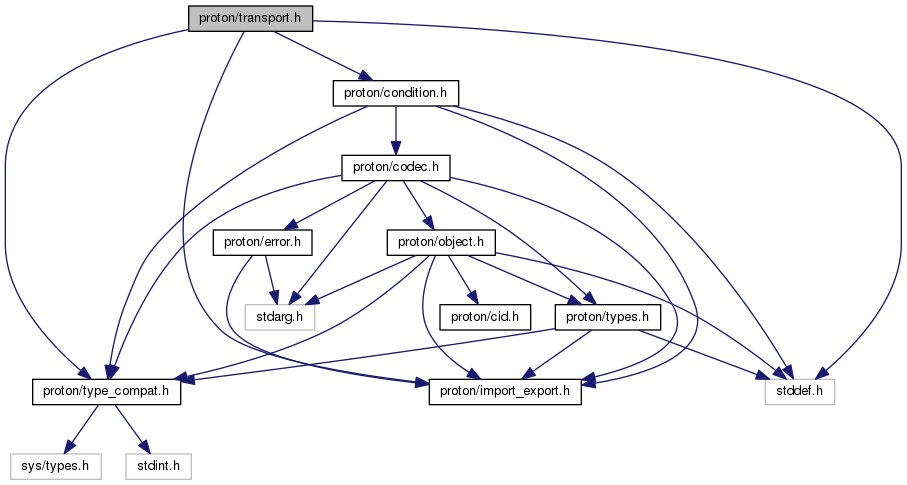 proton/transport.h
proton/condition.h
proton/codec.h
proton/error.h
proton/object.h
stdarg.h
proton/cid.h
proton/types.h
proton/type_compat.h
proton/import_export.h
stddef.h
sys/types.h
stdint.h